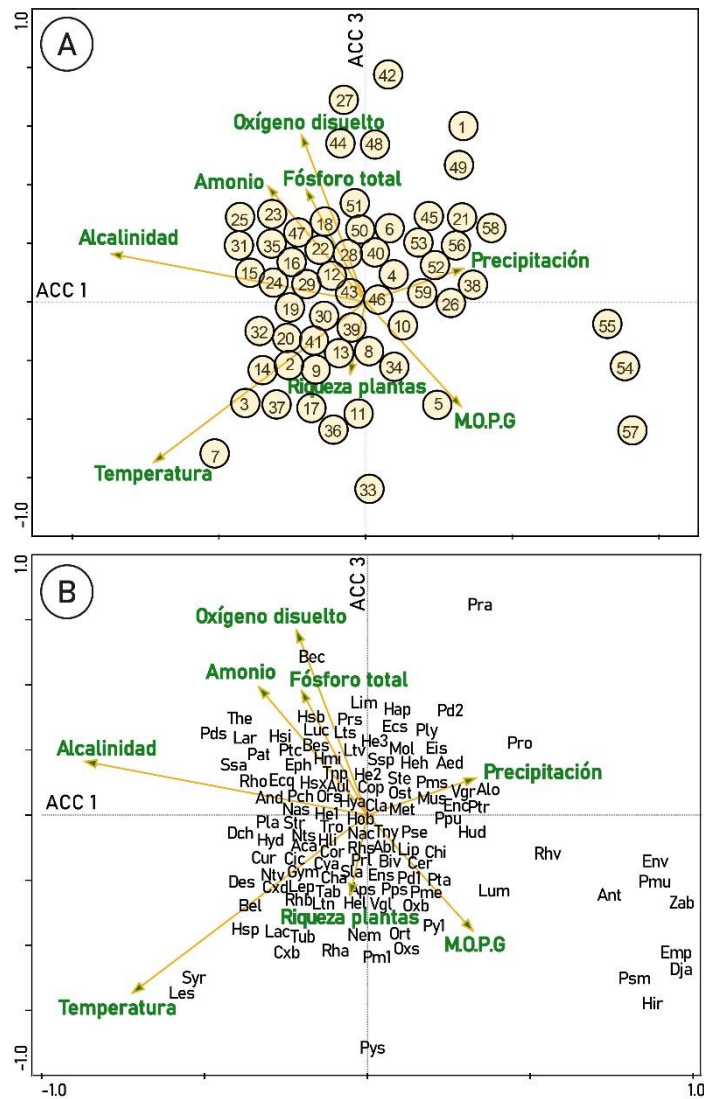 1.0
A
ACC 3
42
27
Oxígeno disuelto
1
44 48
49
Amonio Fósforo total
51
25 23 18 50 6 45 21 58
47
Alcalinidad
31 35 22 28 40 53 56
16 52 Precipitación
15 24 29 12 4
ACC 1
43 46 59 26 38
19 30 39 10
55
32 20 41 13 8
14 2 9 34
54
Riqueza plantas
3 37 17 11 5 M.O.P.G
36
57
7
Temperatura
33
-1.0
1.0
B
ACC 3
Pra
Oxígeno disuelto
Bec
Amonio Fósforo total
Lim Hap Pd2
The Hsb Prs
Pds Luc Lts Ecs Ply
Lar Hsi Bes He3 Mol Eis Pro
Alcalinidad
Pat Ptc Ltv
Ssa Eph Hmi Ssp Heh Aed
Tnp He2 Precipitación
Rho Ecq HsX Aul Cop Ste Pms
And Pch Ors Ost Mus Vgr Alo
ACC 1
Nas He1 Hya Cla Met Enc Ptr
Pla Str Tro Hob Ppu
Dch Hyd Nts Hli Nac Tny Pse Hud
Aca Cor Rhs Abt Lip Chi Rhv
Cur Cic Cya Prt Biv Cer Env
Ntv Gym Cha Sla Ens Pd1 Pta
Des Cxd Lep Tab Aps Pps Pme Lum Pmu
Ant
Bel Rhb Ltn Hel Vgl Oxb Zab
Riqueza plantas
Hsp Lac Tub Nem Ort Py1 M.O.P.G
Cxb Rha Pm1 Oxs Emp
Syr Psm Dja
Les
Temperatura
Hir
Pys
-1.0
-1.0 1.0